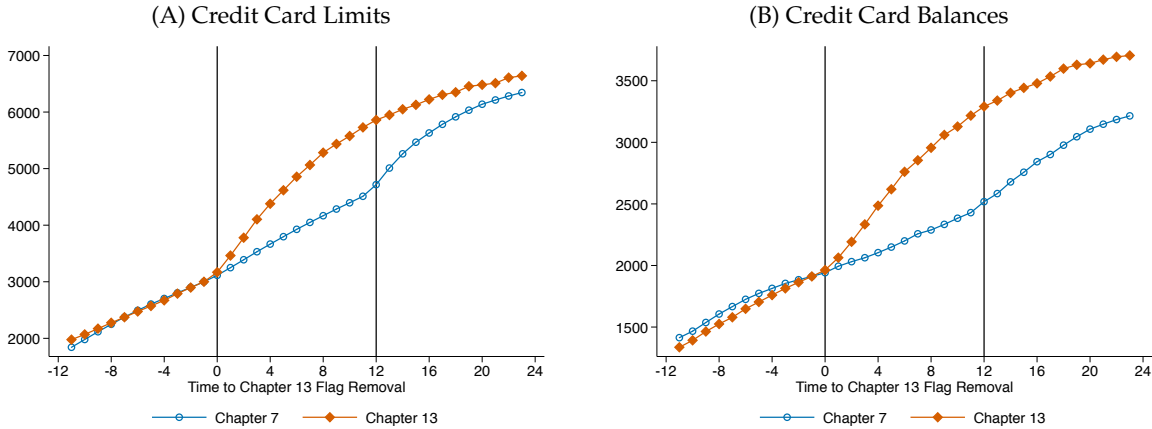 (A) Credit Card Limits
7000
6000
5000
4000
3000
2000
-12 -8 -4 0 4 8 12 16 20 24
Time to Chapter 13 Flag Removal
Chapter 7 Chapter 13
(B) Credit Card Balances
3500
3000
2500
2000
1500
-12 -8 -4 0 4 8 12 16 20 24
Time to Chapter 13 Flag Removal
Chapter 7 Chapter 13